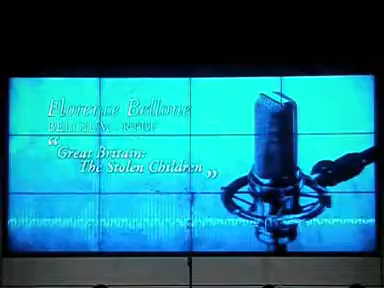 Florence Bellone
BELGIUM - RTBF
“Great Britain:
The Stolen Children”